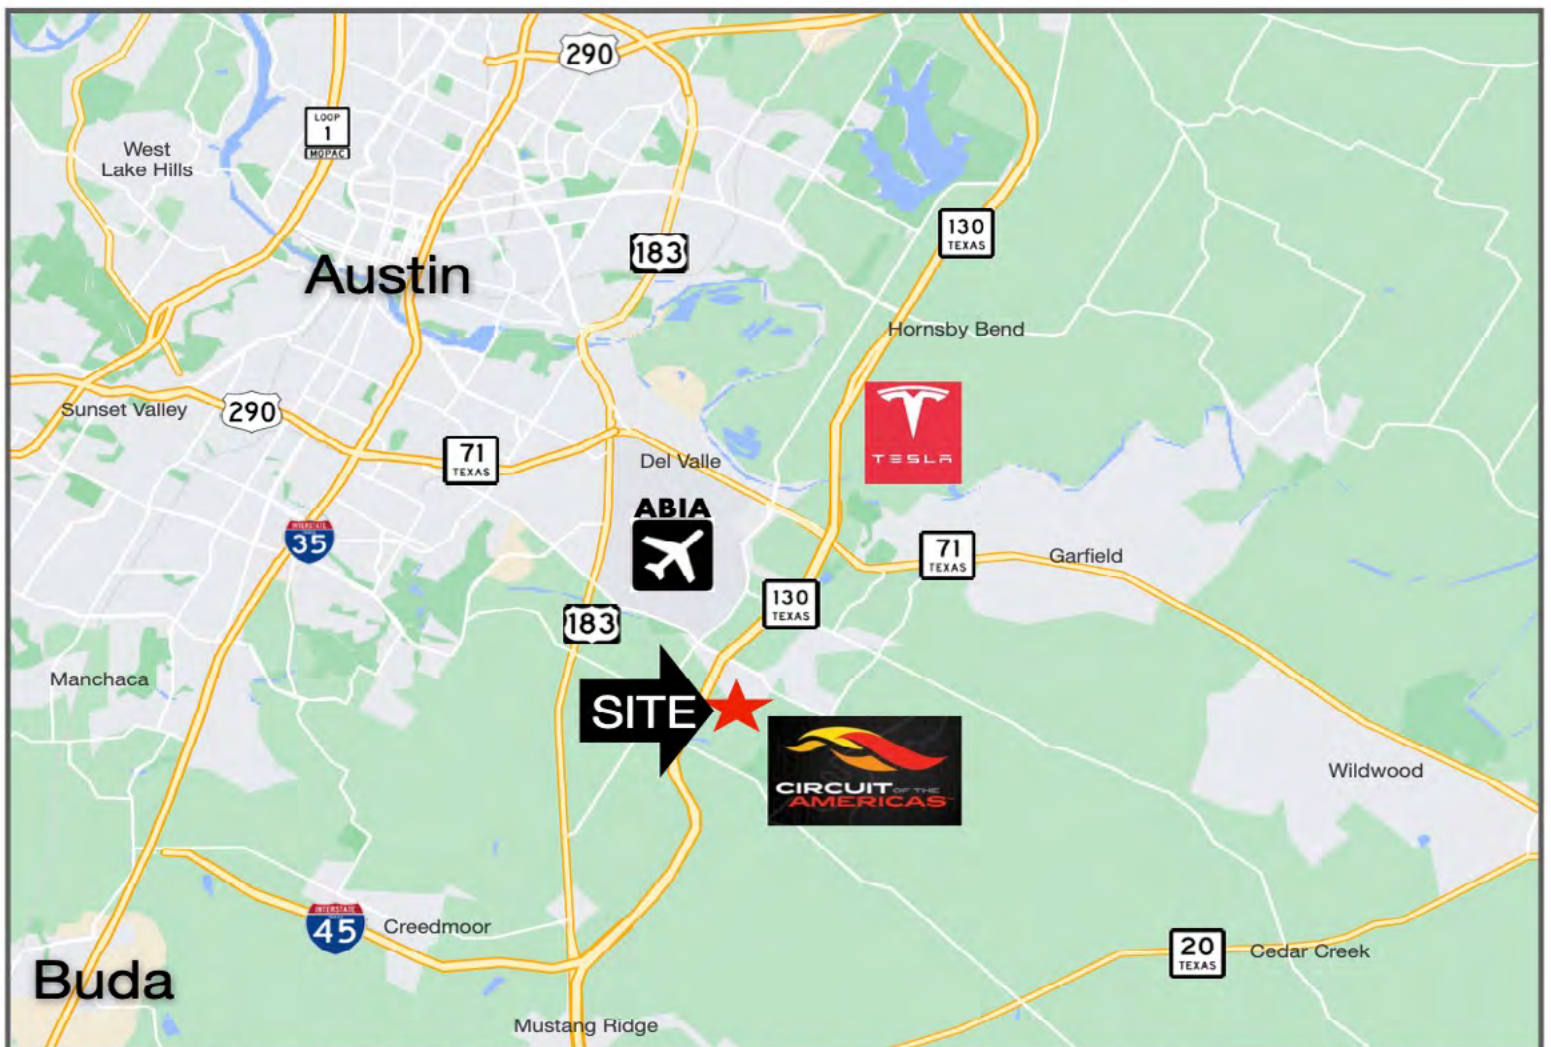 290
LOOP
1
MOPAC
West
Lake Hills
130
TEXAS
183
Austin
Hornsby Bend
Sunset Valley
290
TESLA
71
TEXAS
Del Valle
ABIA
INTERSTATE
35
71
TEXAS
Garfield
130
TEXAS
183
Manchaca
SITE
Wildwood
CIRCUIT OF THE
AMERICAS
INTERSTATE
45
Creedmoor
20
TEXAS
Cedar Creek
Buda
Mustang Ridge